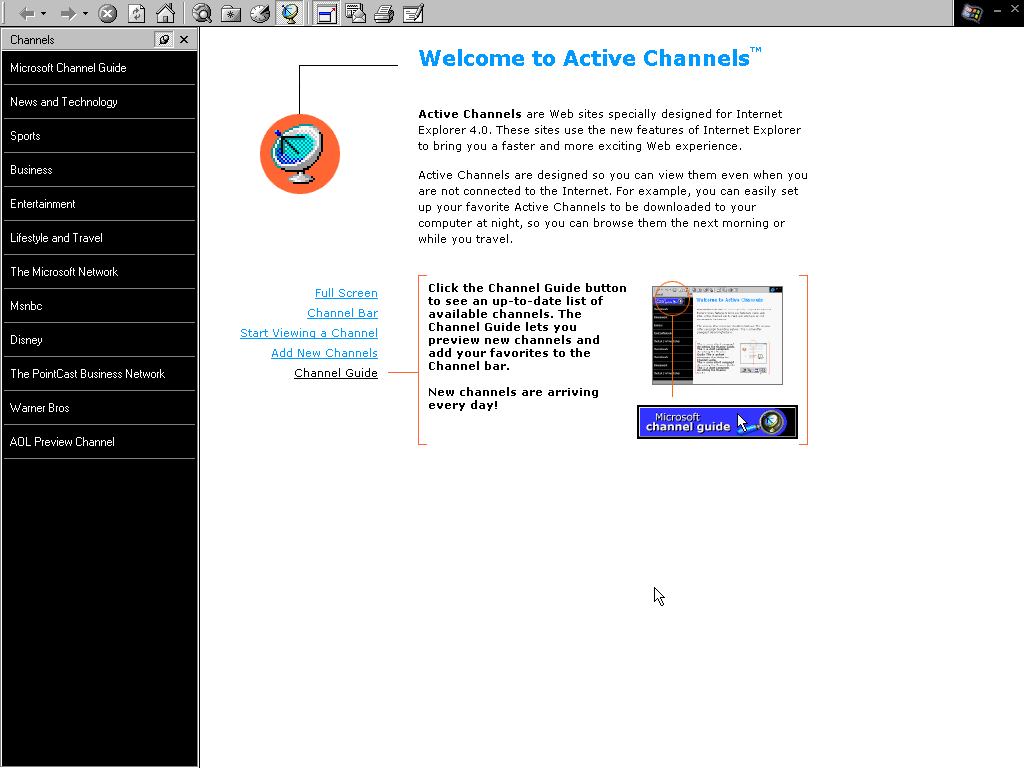 Channels
Microsoft Channel Guide
News and Technology
Sports
Business
Entertainment
Lifestyle and Travel
The Microsoft Network
Msnbc
Disney
The PointCast Business Network
Warner Bros
AOL Preview Channel
Welcome to Active Channels™
Active Channels are Web sites specially designed for Internet
Explorer 4.0. These sites use the new features of Internet Explorer
to bring you a faster and more exciting Web experience.
Active Channels are designed so you can view them even when you
are not connected to the Internet. For example, you can easily set
up your favorite Active Channels to be downloaded to your
computer at night, so you can browse them the next morning or
while you travel.
Full Screen
Channel Bar
Start Viewing a Channel
Add New Channels
Channel Guide
Click the Channel Guide button
to see an up-to-date list of
available channels. The
Channel Guide lets you
preview new channels and
add your favorites to the
Channel bar.
New channels are arriving
every day!
Welcome to Active Channels
Microsoft
channel guide